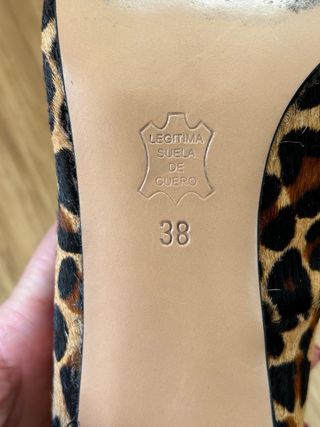 LEGITIMA
SUELA
DE
CUERO
38